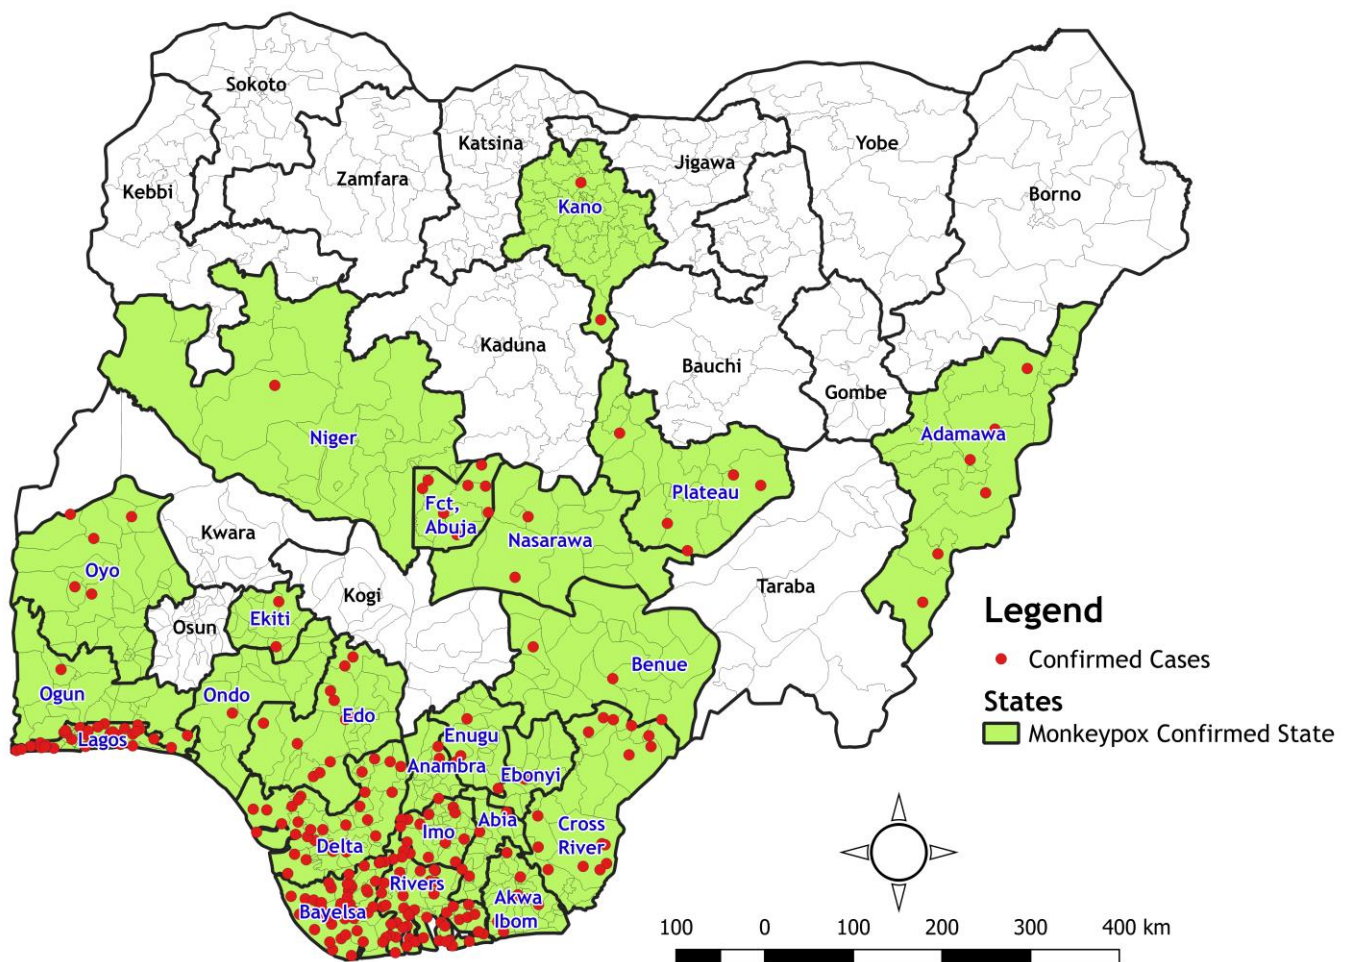 Sokoto
Katsina
Yobe
Jigawa
Zamfara
Kebbi
Borno
Kano
Kaduna
Bauchi
Gombe
Niger
Adamawa
Plateau
Fct,
Abuja
Kwara
Nasarawa
Oyo
Taraba
Kogi
Ekiti
Osun
Legend
Confirmed Cases
States
Monkeypox Confirmed State
Benue
Ogun
Ondo
Edo
Lagos
Enugu
Anambra
Ebonyi
Imo
Abia
Cross
River
Delta
Rivers
Akwa
Ibom
Bayelsa
100 0 100 200 300 400 km